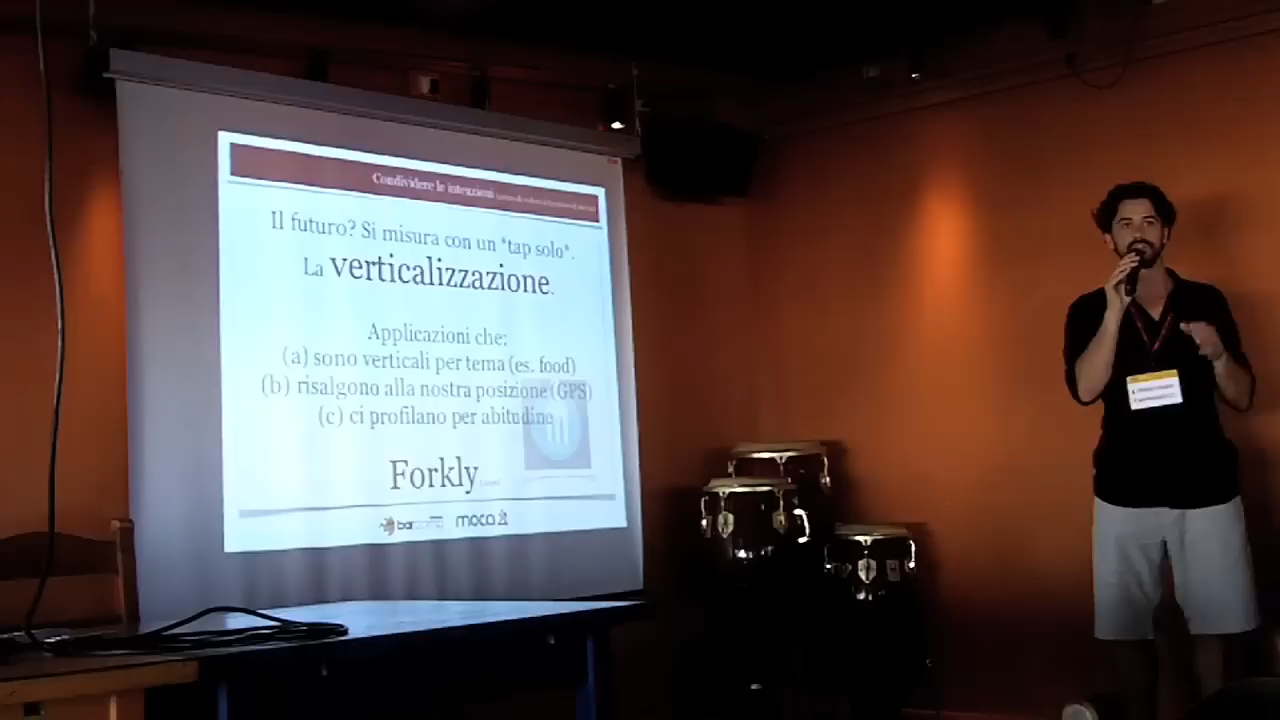 Condividere le intenzioni
Il futuro? Si misura con un *tap solo*.
La verticalizzazione.
Applicazioni che:
(a) sono verticali per tema (es. food)
(b) risalgono alla nostra posizione (GPS)
(c) ci profilano per abitudine
Forkly
barcamp moca